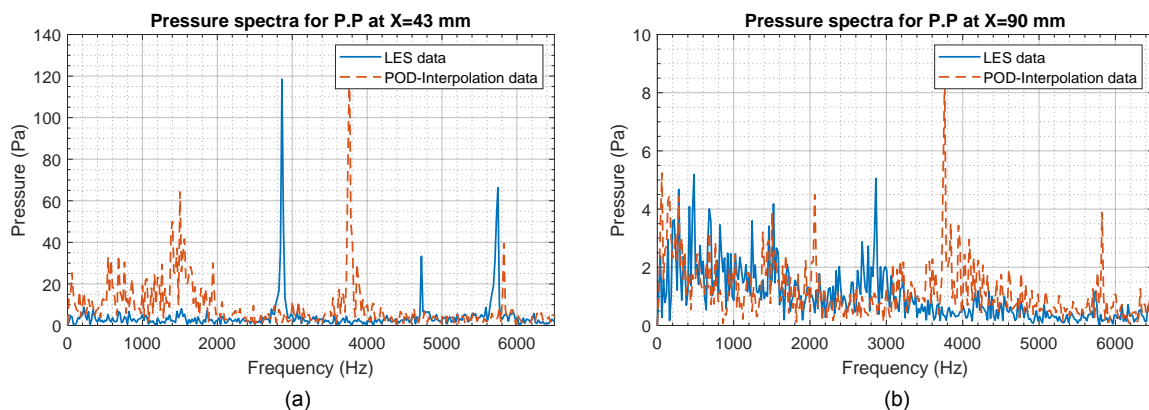 Pressure spectra for P.P at X=43 mm
140
120
100
80
60
40
20
0
Pressure (Pa)
LES data
POD-Interpolation data
0 1000 2000 3000 4000 5000 6000
Frequency (Hz)
(a)
Pressure spectra for P.P at X=90 mm
10
8
6
4
2
0
Pressure (Pa)
LES data
POD-Interpolation data
0 1000 2000 3000 4000 5000 6000
Frequency (Hz)
(b)